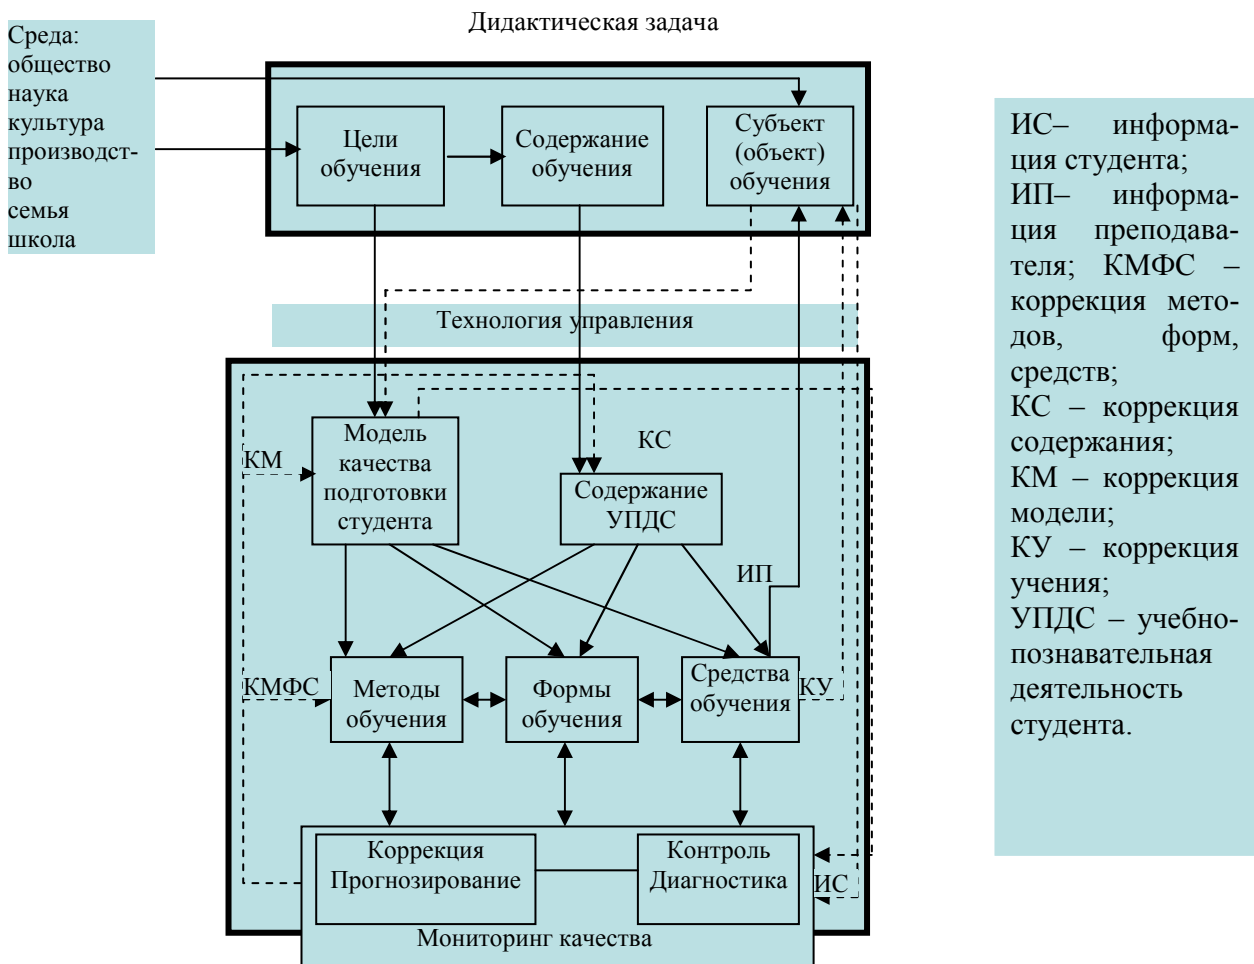 Дидактическая задача
Среда:
общество
наука
культура
производст-
во
семья
школа
Цели
обучения
Содержание
обучения
Субъект
(объект)
обучения
Технология управления
КМ
Модель
качества
подготовки
студента
КС
Содержание
УПДС
ИП
КМФС
Методы
обучения
Формы
обучения
Средства
обучения
КУ
Коррекция
Прогнозирование
Контроль
Диагностика
ИС
Мониторинг качества
ИС– информа-
ция студента;
ИП– информа-
ция преподава-
теля; КМФС –
коррекция мето-
дов, форм,
средств;
КС – коррекция
содержания;
КМ – коррекция
модели;
КУ – коррекция
учения;
УПДС – учебно-
познавательная
деятельность
студента.